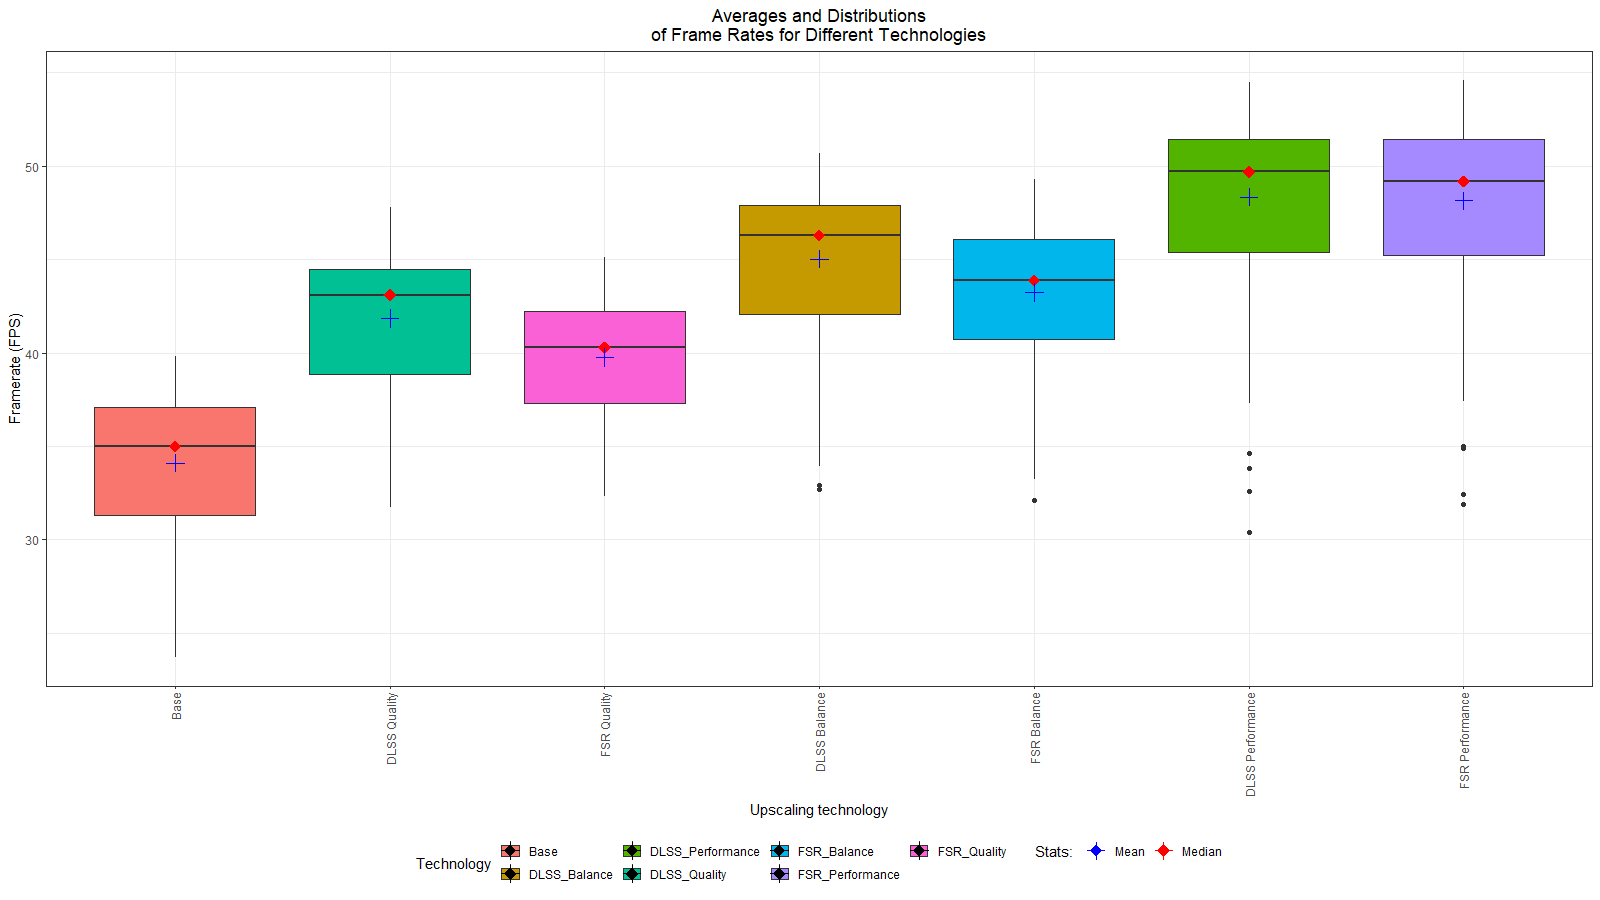 Averages and Distributions
of Frame Rates for Different Technologies
Framerate (FPS)
50
40
30
Base
DLSS Quality
FSR Quality
DLSS Balance
FSR Balance
DLSS Performance
FSR Performance
Upscaling technology
Technology
Base
DLSS_Performance
FSR_Balance
FSR_Quality
DLSS_Balance
DLSS_Quality
FSR_Performance
Stats:
Mean
Median